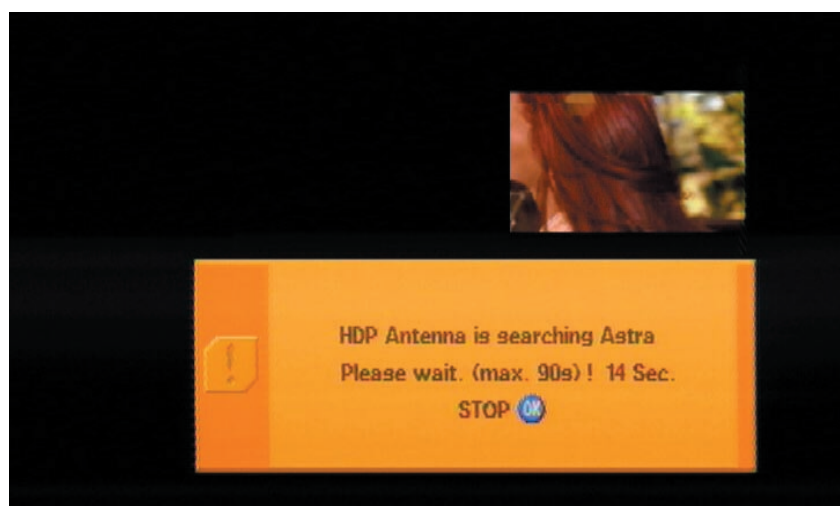 HDP Antenna is searching Astra
Please wait. (max. 90s) ! 14 Sec.
STOP OK
!